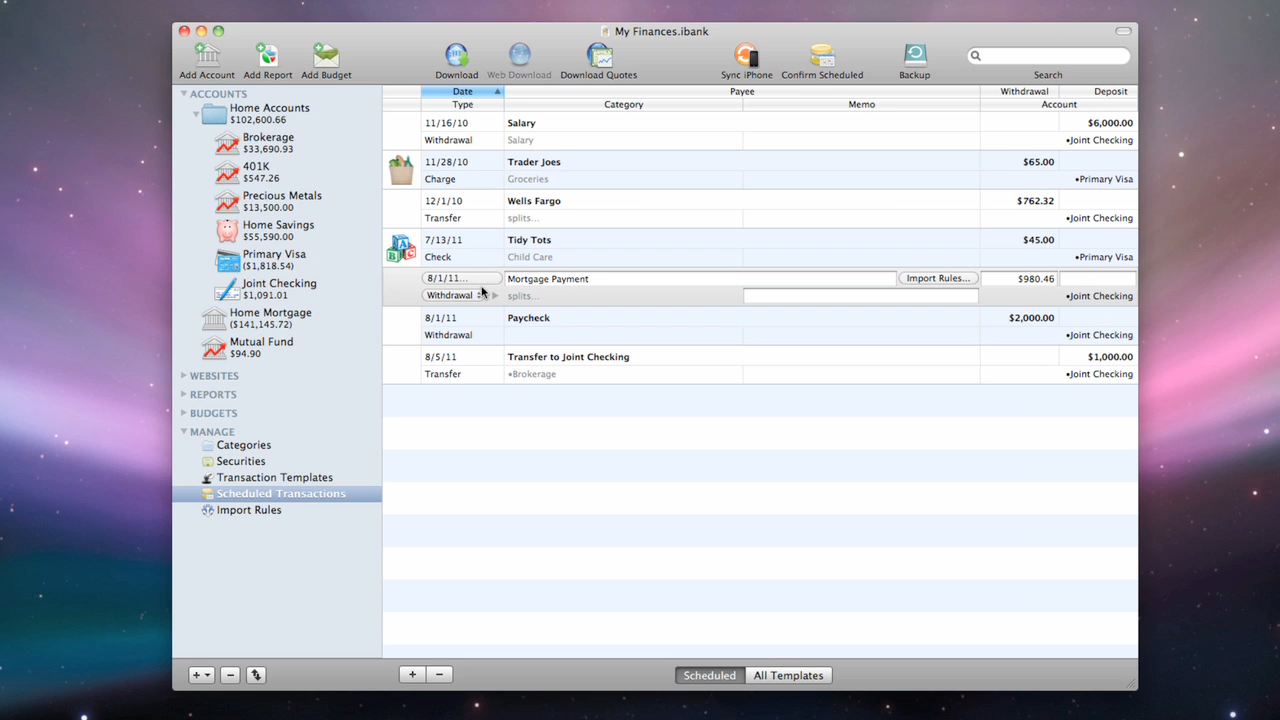 My Finances.ibank
Add Account Add Report Add Budget Download Web Download Download Quotes Sync iPhone Confirm Scheduled Backup Search
ACCOUNTS
Home Accounts
$102,600.66
Brokerage
$33,690.93
401K
$547.26
Precious Metals
$13,500.00
Home Savings
$55,590.00
Primary Visa
($1,818.54)
Joint Checking
$1,091.01
Home Mortgage
($141,145.72)
Mutual Fund
$94.90
WEBSITES
REPORTS
BUDGETS
MANAGE
Categories
Securities
Transaction Templates
Scheduled Transactions
Import Rules
Date Payee Withdrawal Deposit
Type Category Memo Account
11/16/10 Salary $6,000.00
Withdrawal Salary •Joint Checking
11/28/10 Trader Joes $65.00
Charge Groceries •Primary Visa
12/1/10 Wells Fargo $762.32
Transfer splits... •Joint Checking
7/13/11 Tidy Tots $45.00
Check Child Care •Primary Visa
8/1/11... Mortgage Payment Import Rules... $980.46
Withdrawal splits... •Joint Checking
8/1/11 Paycheck $2,000.00
Withdrawal •Joint Checking
8/5/11 Transfer to Joint Checking $1,000.00
Transfer •Brokerage •Joint Checking
Scheduled All Templates